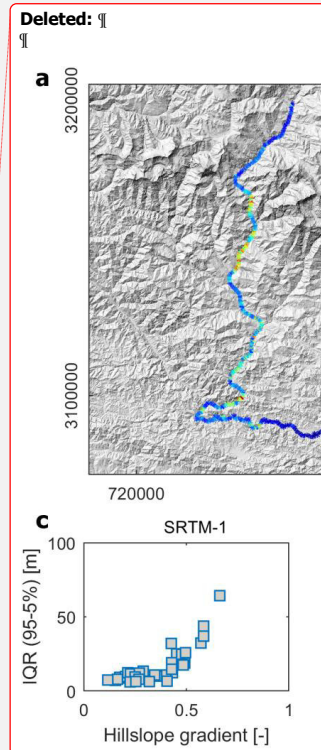 Deleted: ¶
¶
a
3200000
3100000
720000
c
SRTM-1
IQR (95-5%) [m]
100
50
0
0
0.5
1
Hillslope gradient [-]